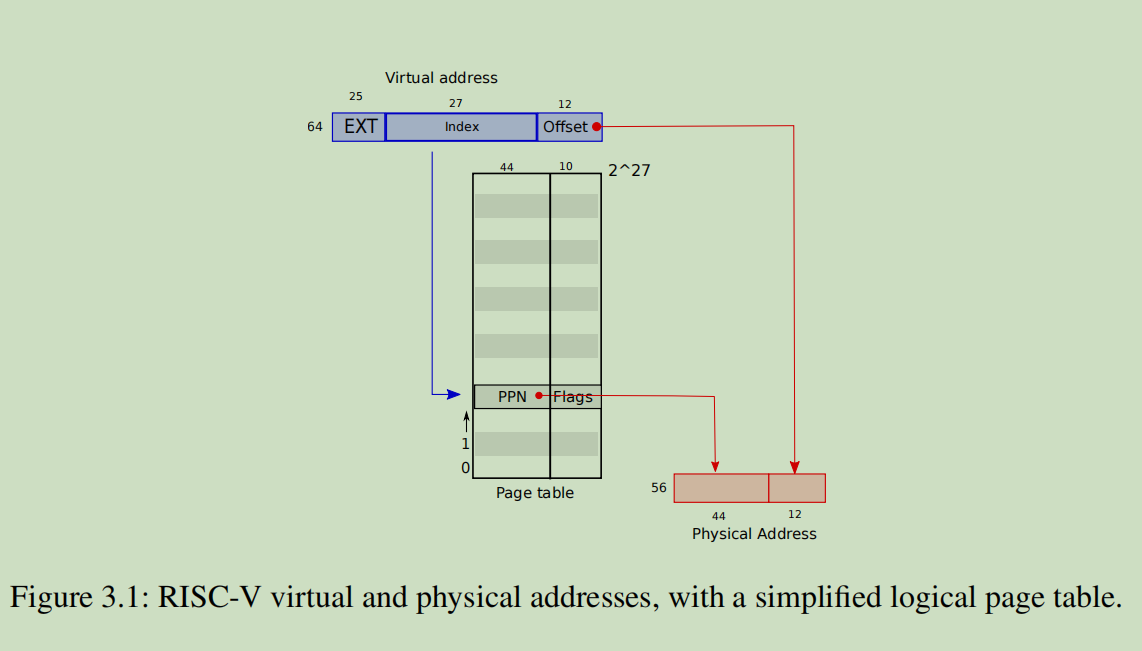 Virtual address
25
27
12
64
EXT
Index
Offset
44
10
2^27
PPN
Flags
1
0
Page table
56
44
12
Physical Address
Figure 3.1: RISC-V virtual and physical addresses, with a simplified logical page table.